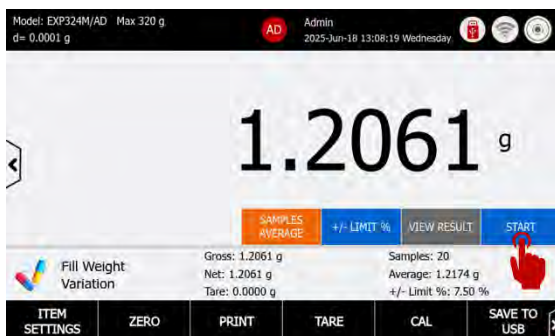 Model: EXP324M/AD Max 320 g
d= 0.0001 g
AD
Admin
2025-Jun-18 13:08:19 Wednesday
1.2061 g
SAMPLES AVERAGE
+/- LIMIT %
VIEW RESULT
START
Fill Weight
Variation
Gross: 1.2061 g
Net: 1.2061 g
Tare: 0.0000 g
Samples: 20
Average: 1.2174 g
+/- Limit %: 7.50 %
ITEM
SETTINGS
ZERO
PRINT
TARE
CAL
SAVE TO
USB